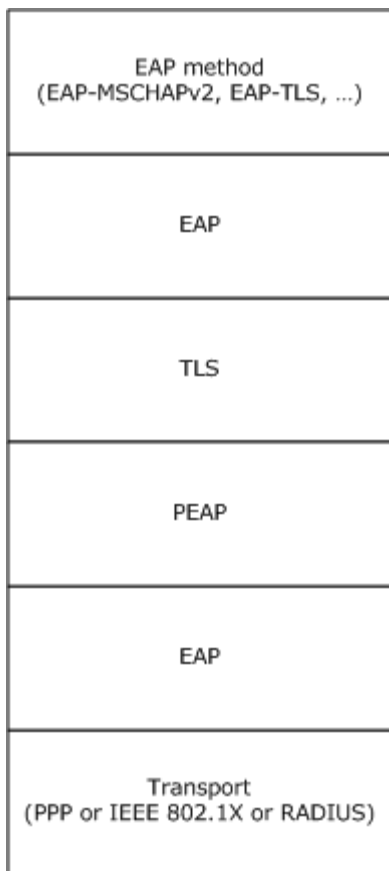 EAP method
(EAP-MSCHAPv2, EAP-TLS, ...)
EAP
TLS
PEAP
EAP
Transport
(PPP or IEEE 802.1X or RADIUS)